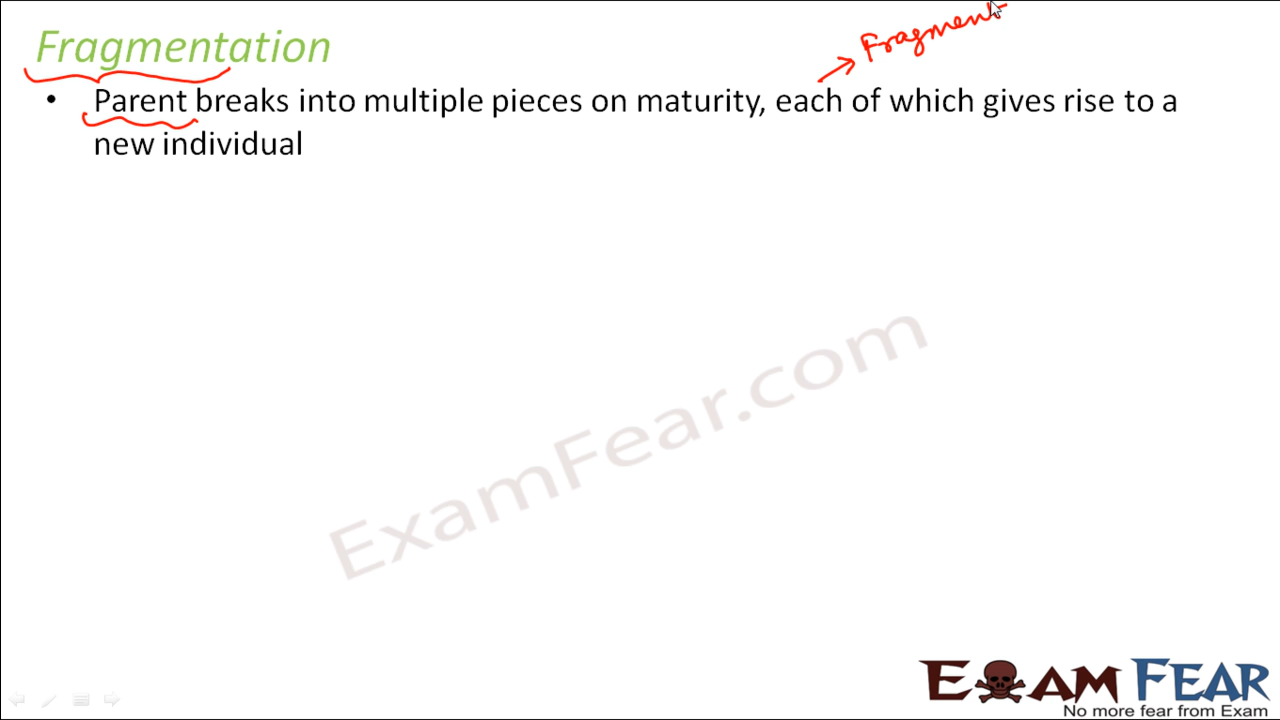 Fragmentation
Fragment
• Parent breaks into multiple pieces on maturity, each of which gives rise to a
new individual
ExamFear.com
EXAM FEAR
No more fear from Exam